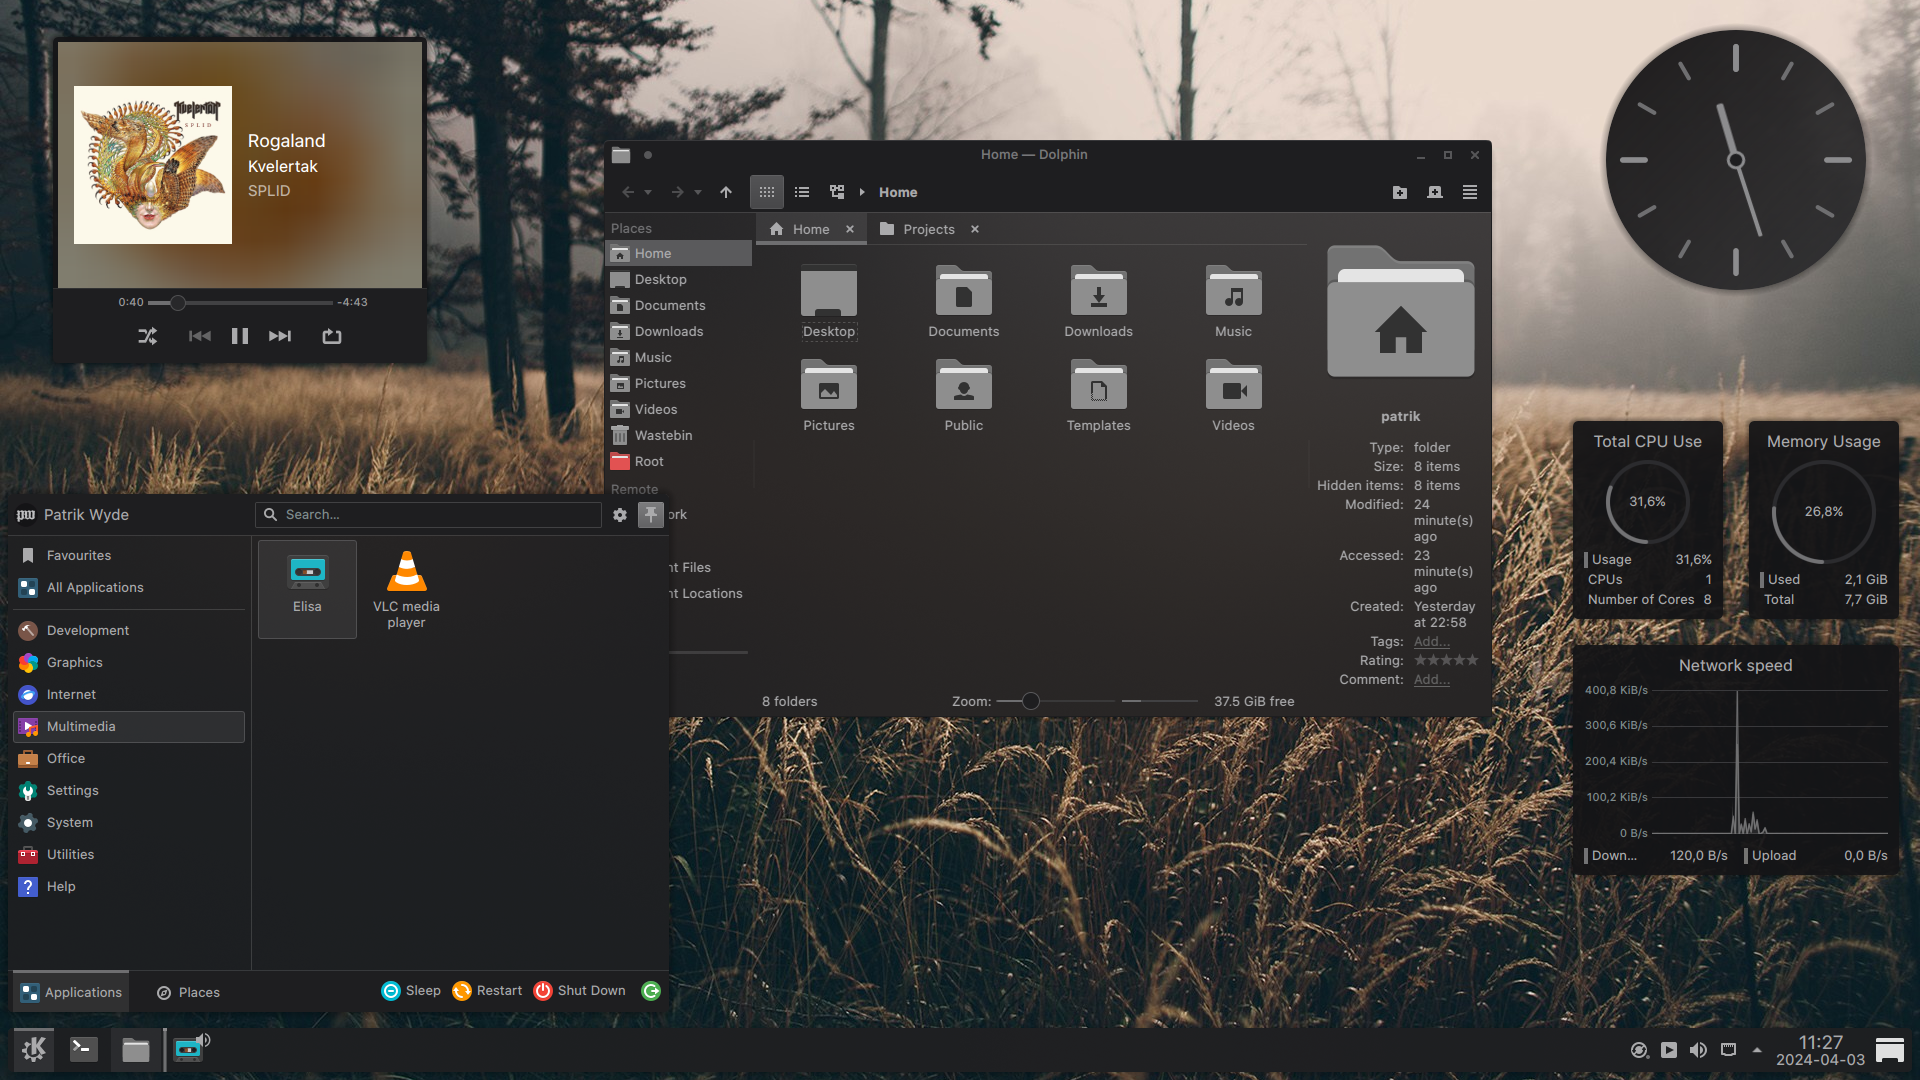 Kvelertak
SPLID
Rogaland
Kvelertak
SPLID
0:40
-4:43
Home — Dolphin
Home
Places
Home
Desktop
Documents
Downloads
Music
Pictures
Videos
Wastebin
Root
Remote
ork
nt Files
nt Locations
Home
Projects
Desktop
Documents
Downloads
Music
Pictures
Public
Templates
Videos
8 folders
Zoom:
37.5 GiB free
patrik
Type: folder
Size: 8 items
Hidden items: 8 items
Modified: 24
minute(s)
ago
Accessed: 23
minute(s)
ago
Created: Yesterday
at 22:58
Tags: Add...
Rating:
Comment: Add...
Total CPU Use
31,6%
Usage 31,6%
CPUs 1
Number of Cores 8
Memory Usage
26,8%
Used 2,1 GiB
Total 7,7 GiB
Network speed
400,8 KiB/s
300,6 KiB/s
200,4 KiB/s
100,2 KiB/s
0 B/s
Down... 120,0 B/s
Upload 0,0 B/s
pw
Patrik Wyde
Search...
Favourites
All Applications
Development
Graphics
Internet
Multimedia
Office
Settings
System
Utilities
Help
Elisa
VLC media
player
Applications
Places
Sleep
Restart
Shut Down
11:27
2024-04-03